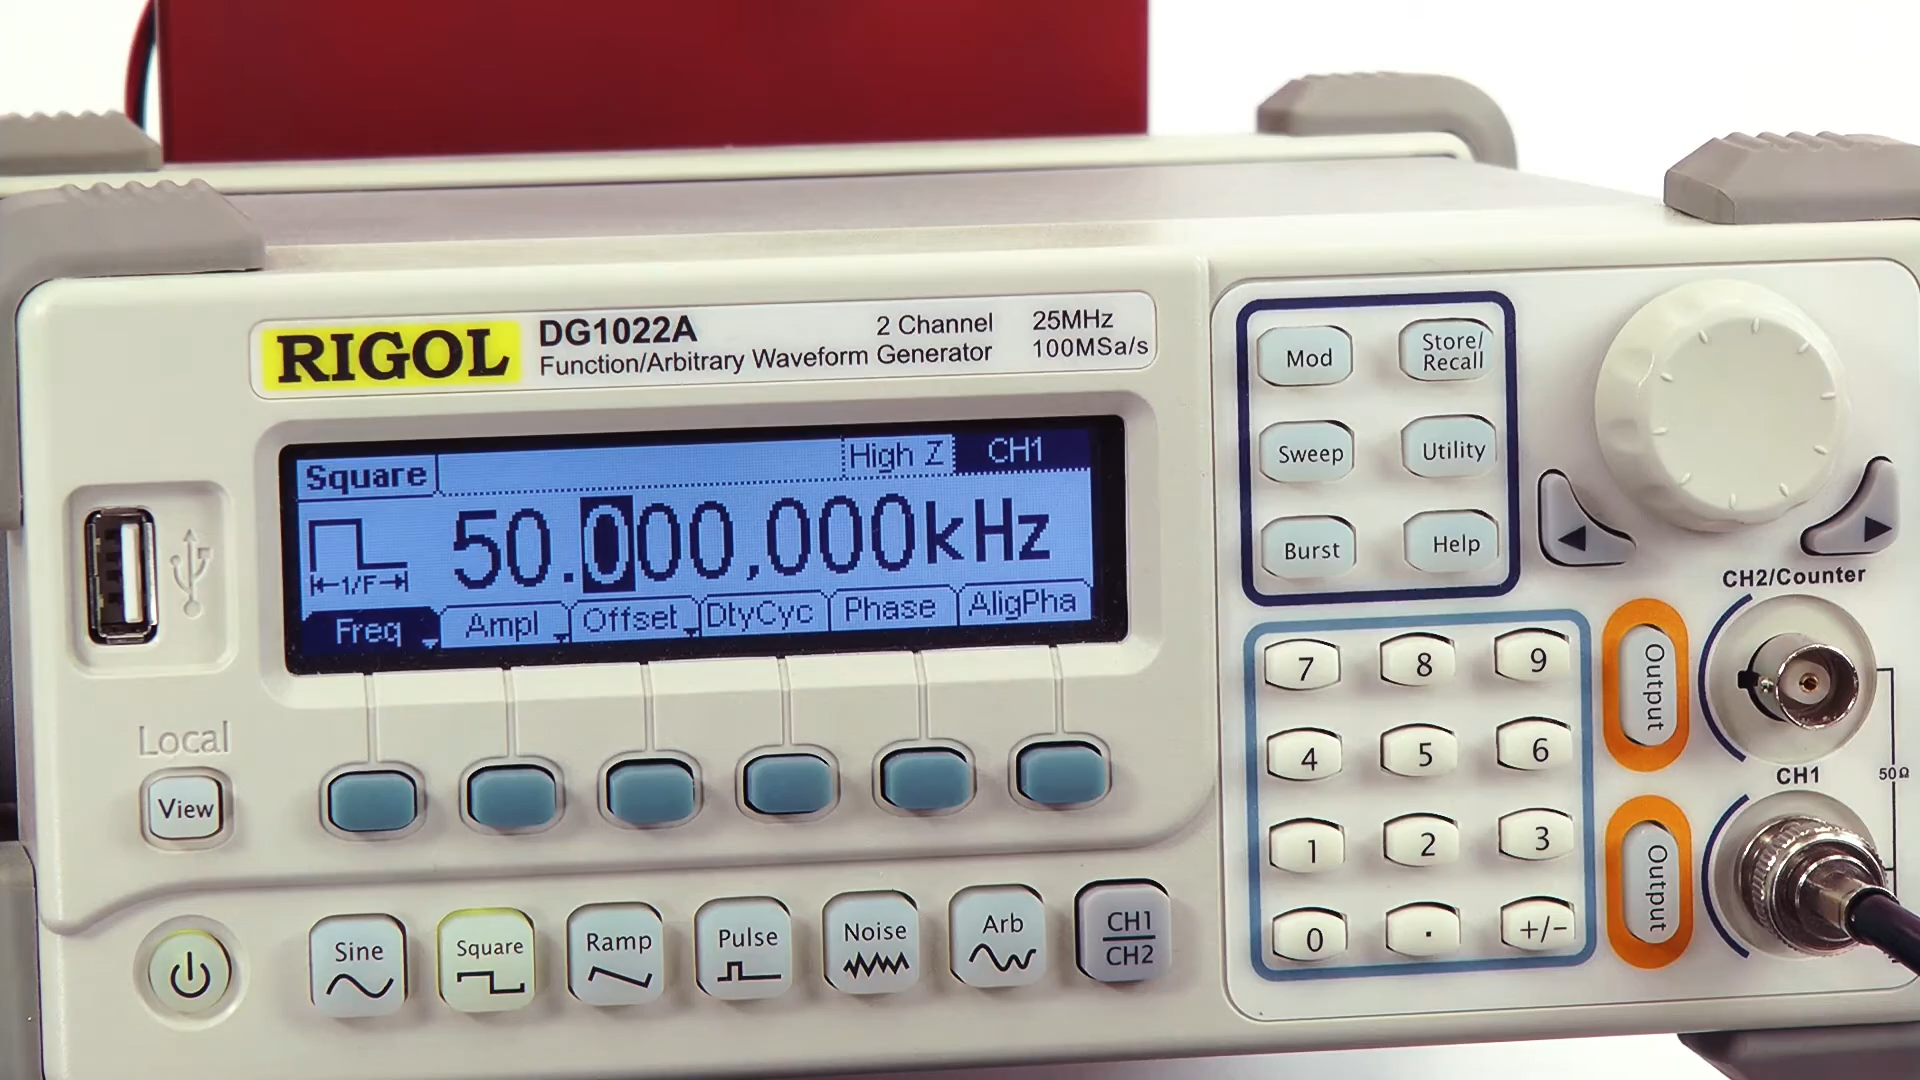 RIGOL
DG1022A 2 Channel 25MHz
Function/Arbitrary Waveform Generator 100MSa/s
Square High Z CH1
50.000,000kHz
1/F
Freq Ampl Offset DtyCyc Phase AligPha
Local
View
Sine Square Ramp Pulse Noise Arb CH1
CH2
Mod Store/
Recall
Sweep Utility
Burst Help
7 8 9
4 5 6
1 2 3
0 . +/-
CH2/Counter
Output
CH1
50Ω
Output